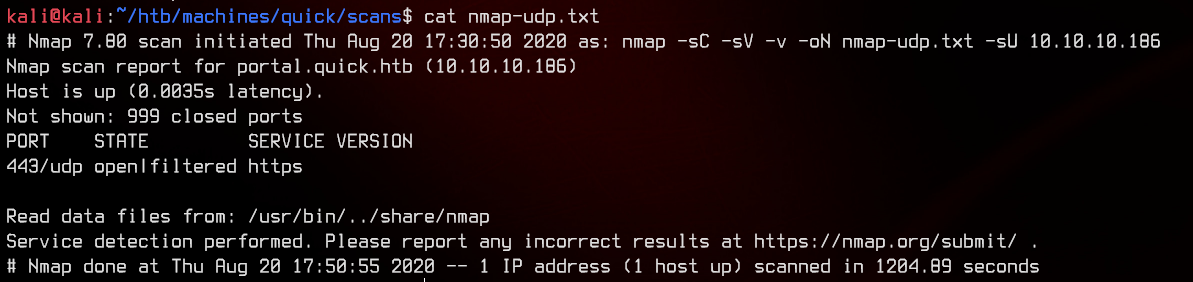 kali@kali:~/htb/machines/quick/scans$ cat nmap-udp.txt
# Nmap 7.80 scan initiated Thu Aug 20 17:30:50 2020 as: nmap -sC -sV -v -oN nmap-udp.txt -sU 10.10.10.186
Nmap scan report for portal.quick.htb (10.10.10.186)
Host is up (0.0035s latency).
Not shown: 999 closed ports
PORT    STATE         SERVICE VERSION
443/udp open|filtered https
Read data files from: /usr/bin/../share/nmap
Service detection performed. Please report any incorrect results at https://nmap.org/submit/ .
# Nmap done at Thu Aug 20 17:50:55 2020 -- 1 IP address (1 host up) scanned in 1204.89 seconds